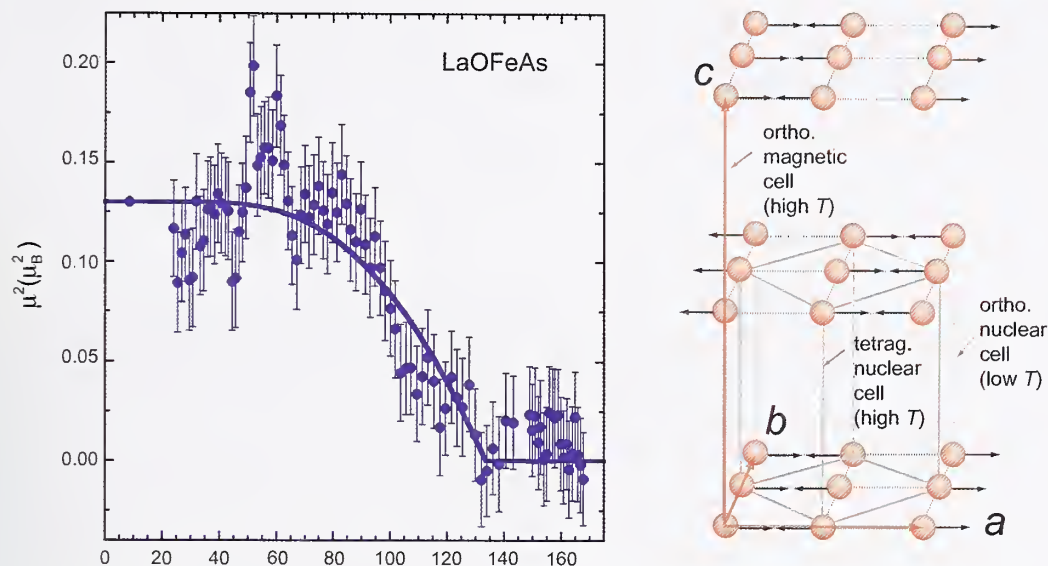 LaOFeAs
μ²(μ_B²)
0.20
0.15
0.10
0.05
0.00
0 20 40 60 80 100 120 140 160
c
ortho.
magnetic
cell
(high T)
ortho.
nuclear
cell
(low T)
tetrag.
nuclear
cell
(high T)
b
a